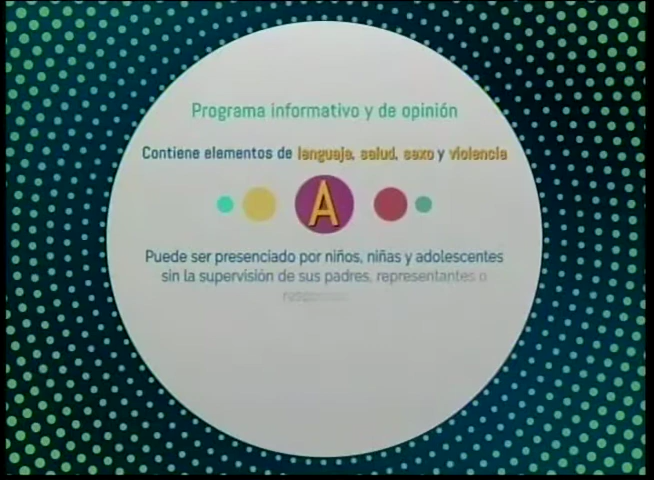 Programa informativo y de opinión
Contiene elementos de lenguaje, salud, sexo y violencia
A
Puede ser presenciado por niños, niñas y adolescentes
sin la supervisión de sus padres, representantes o